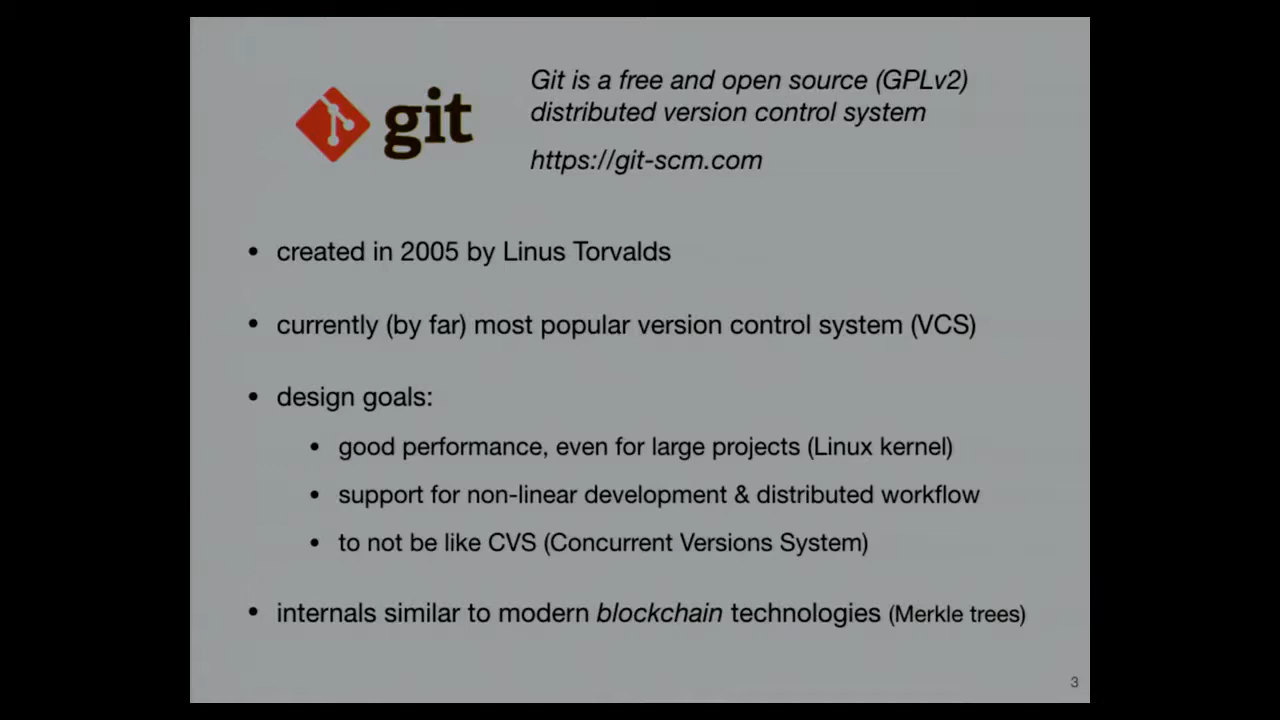 git
Git is a free and open source (GPLv2)
distributed version control system
https://git-scm.com
• created in 2005 by Linus Torvalds
• currently (by far) most popular version control system (VCS)
• design goals:
• good performance, even for large projects (Linux kernel)
• support for non-linear development & distributed workflow
• to not be like CVS (Concurrent Versions System)
• internals similar to modern blockchain technologies (Merkle trees)
3